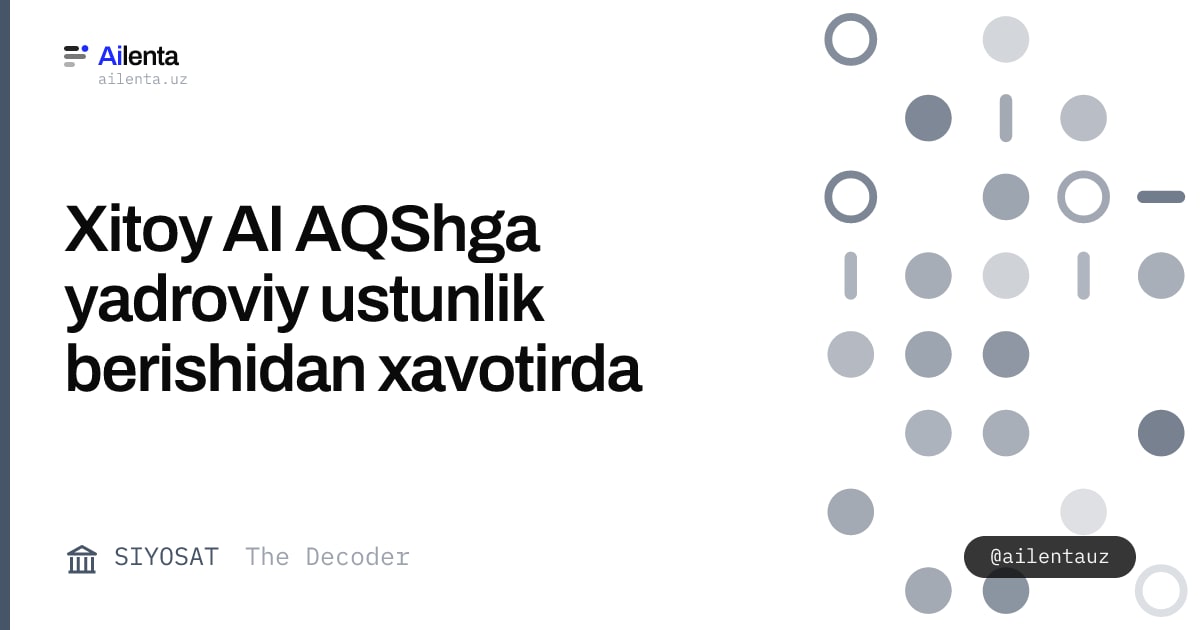 Ailenta
ailenta.uz
Xitoy AI AQShga
yadroviy ustunlik
berishidan xavotirda
SIYOSAT The Decoder
@ailentauz